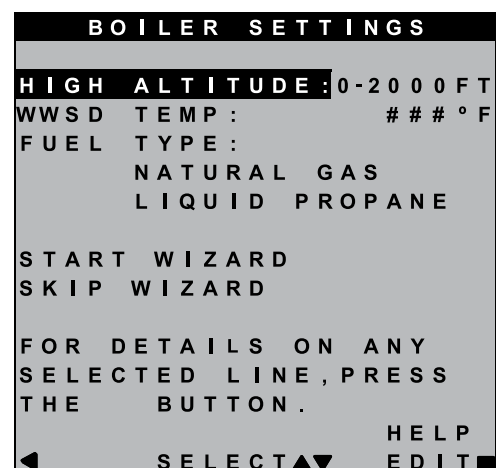 BOILER SETTINGS
HIGH ALTITUDE:0-2000FT
WWSD TEMP: ###ºF
FUEL TYPE:
NATURAL GAS
LIQUID PROPANE
START WIZARD
SKIP WIZARD
FOR DETAILS ON ANY
SELECTED LINE,PRESS
THE BUTTON.
HELP
◀ SELECT▲▼ EDIT■